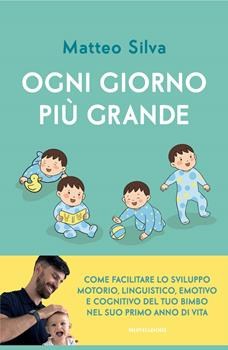 Matteo Silva
OGNI GIORNO
PIÙ GRANDE
COME FACILITARE LO SVILUPPO
MOTORIO, LINGUISTICO, EMOTIVO
E COGNITIVO DEL TUO BIMBO
NEL SUO PRIMO ANNO DI VITA
MONDADORI